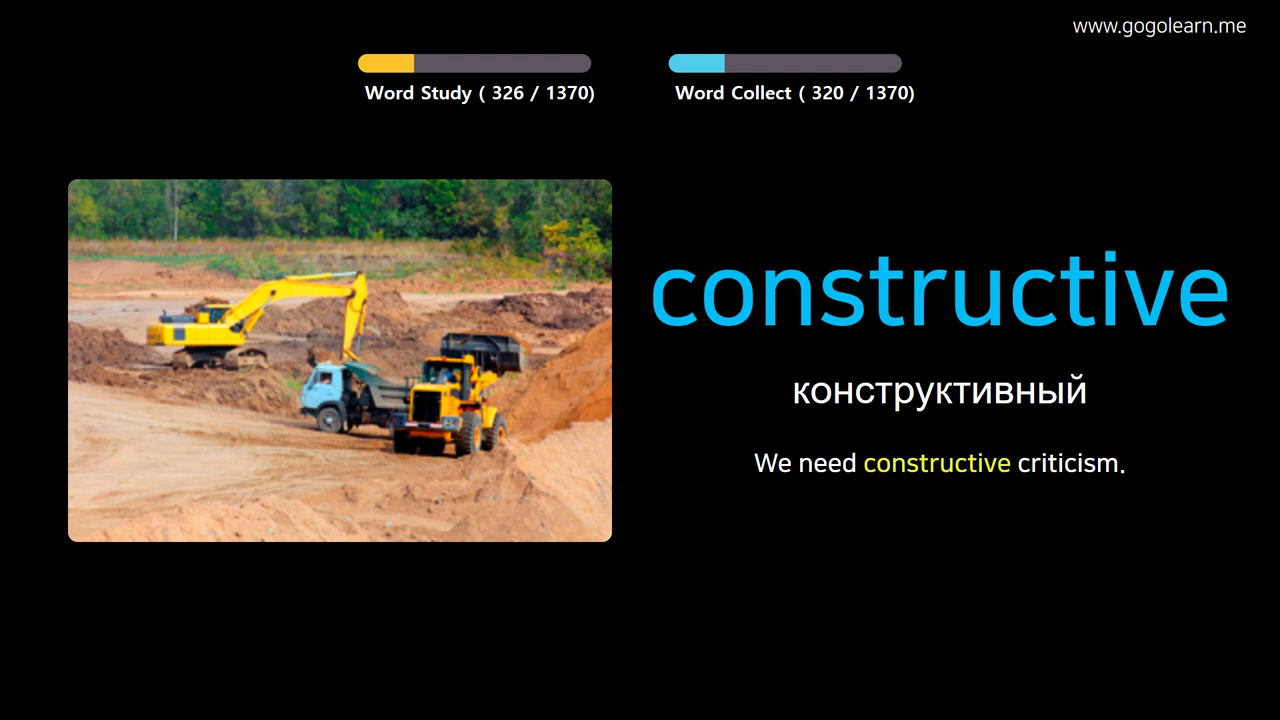 www.gogolearn.me
Word Study ( 326 / 1370)
Word Collect ( 320 / 1370)
constructive
конструктивный
We need constructive criticism.